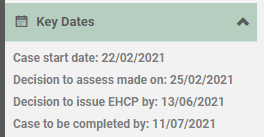 Key Dates
Case start date: 22/02/2021
Decision to assess made on: 25/02/2021
Decision to issue EHCP by: 13/06/2021
Case to be completed by: 11/07/2021